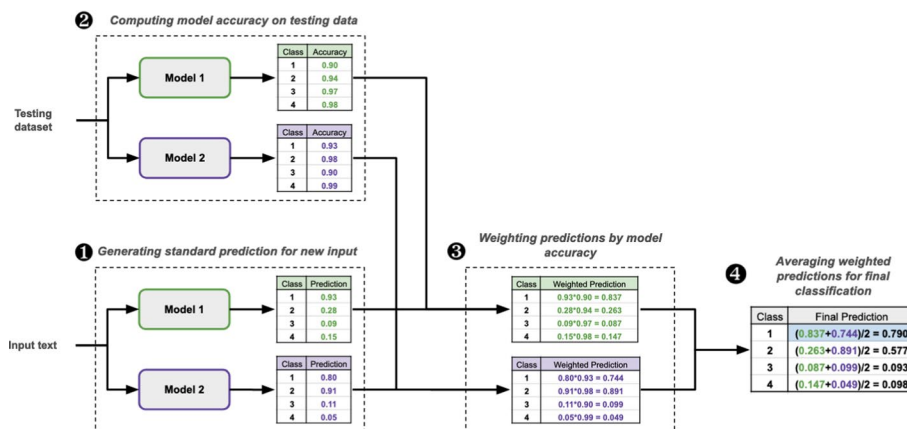 ❷ Computing model accuracy on testing data
Testing
dataset
Model 1
Class Accuracy
1 0.90
2 0.94
3 0.97
4 0.98
Model 2
Class Accuracy
1 0.93
2 0.98
3 0.90
4 0.99
❶ Generating standard prediction for new input
Input text
Model 1
Class Prediction
1 0.93
2 0.28
3 0.09
4 0.15
Model 2
Class Prediction
1 0.80
2 0.91
3 0.11
4 0.05
❸ Weighting predictions by model
accuracy
Class Weighted Prediction
1 0.93*0.90 = 0.837
2 0.28*0.94 = 0.263
3 0.09*0.97 = 0.087
4 0.15*0.98 = 0.147
Class Weighted Prediction
1 0.80*0.93 = 0.744
2 0.91*0.98 = 0.891
3 0.11*0.90 = 0.099
4 0.05*0.99 = 0.049
❹ Averaging weighted
predictions for final
classification
Class Final Prediction
1 (0.837+0.744)/2 = 0.790
2 (0.263+0.891)/2 = 0.577
3 (0.087+0.099)/2 = 0.093
4 (0.147+0.049)/2 = 0.098